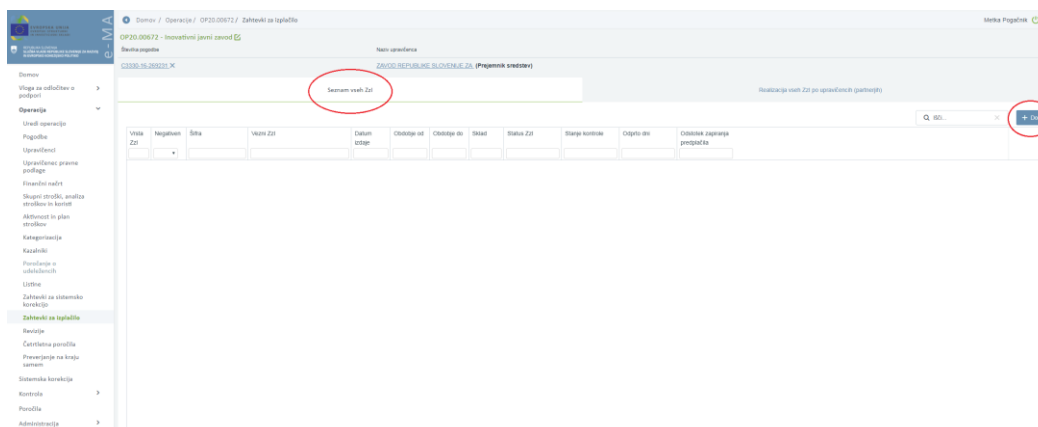 e-MA
Domov / Operacije / OP20.00672 / Zahtevki za izplačilo
Metka Pogačnik
OP20.00672 - Inovativni javni zavod
Številka pogodbe
Naziv upravičenca
ZAVOD REPUBLIKE SLOVENIJE ZA (Prejemnik sredstev)
Seznam vseh ZzI
Realizacija vseh ZzI po upravičencih (partnerjih)
Išči...
+ Do
Vrsta ZzI
Negativen
Šifra
Vezni ZzI
Datum izdaje
Obdobje od
Obdobje do
Sklad
Status ZzI
Stanje kontrole
Odprto dni
Odstotek zapiranja predplačila
Domov
Vloga za odločitev o
podpori
Operacija
Uredi operacijo
Pogodbe
Upravičenci
Upravičenec pravne
podlage
Finančni načrt
Skupni stroški, analiza
stroškov in koristi
Aktivnost in plan
stroškov
Kategorizacija
Kazalniki
Poročanje o
udeležencih
Listine
Zahtevki za sistemsko
korekcijo
Zahtevki za izplačilo
Revizije
Četrtletna poročila
Preverjanje na kraju
samem
Sistemska korekcija
Kontrola
Poročila
Administracija